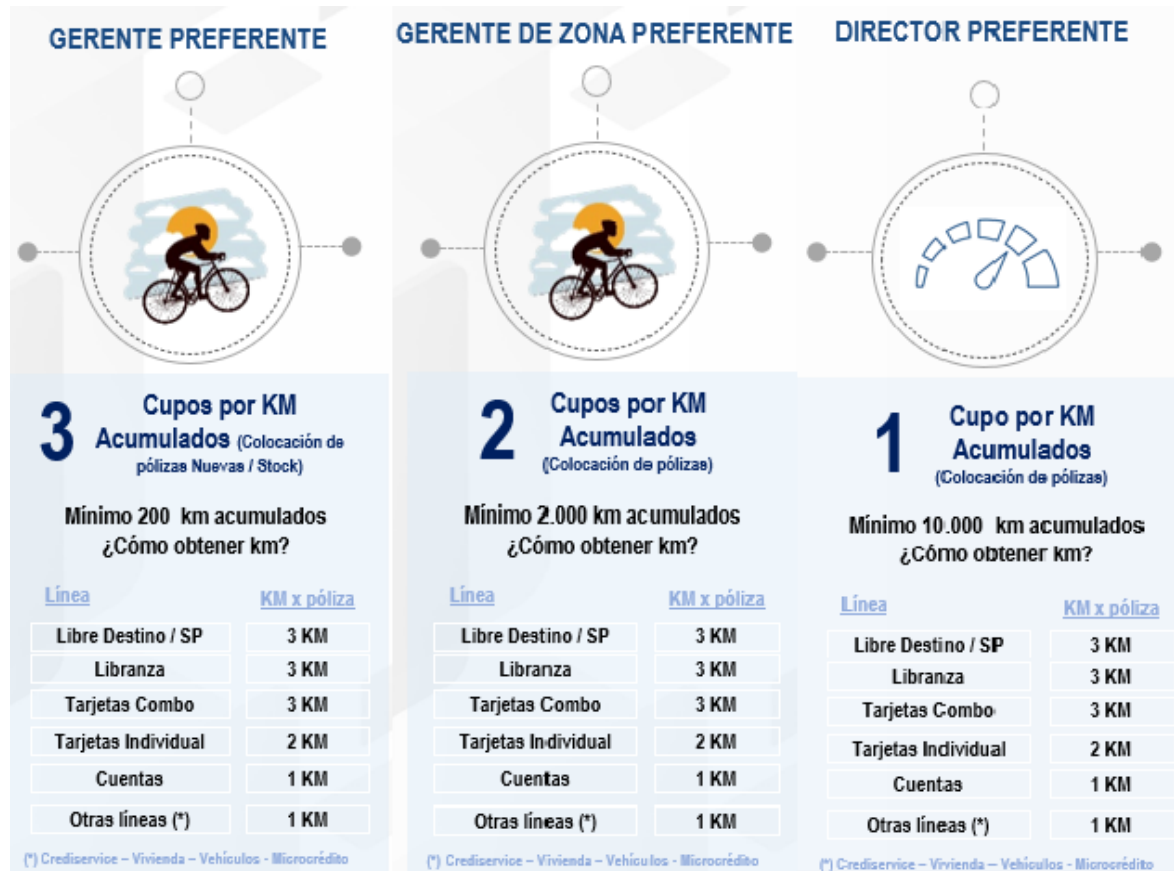 GERENTE PREFERENTE
3
Cupos por KM
Acumulados (Colocación de
pólizas Nuevas / Stock)
Mínimo 200 km acumulados
¿Cómo obtener km?
Línea KM x póliza
Libre Destino / SP 3 KM
Libranza 3 KM
Tarjetas Combo 3 KM
Tarjetas Individual 2 KM
Cuentas 1 KM
Otras líneas (*) 1 KM
(*) Crediservice – Vivienda – Vehículos - Microcrédito
GERENTE DE ZONA PREFERENTE
2
Cupos por KM
Acumulados
(Colocación de pólizas)
Mínimo 2.000 km acumulados
¿Cómo obtener km?
Línea KM x póliza
Libre Destino / SP 3 KM
Libranza 3 KM
Tarjetas Combo 3 KM
Tarjetas Individual 2 KM
Cuentas 1 KM
Otras líneas (*) 1 KM
(*) Crediservice – Vivienda – Vehículos - Microcrédito
DIRECTOR PREFERENTE
1
Cupo por KM
Acumulados
(Colocación de pólizas)
Mínimo 10.000 km acumulados
¿Cómo obtener km?
Línea KM x póliza
Libre Destino / SP 3 KM
Libranza 3 KM
Tarjetas Combo 3 KM
Tarjetas Individual 2 KM
Cuentas 1 KM
Otras líneas (*) 1 KM
(*) Crediservice – Vivienda – Vehículos - Microcrédito